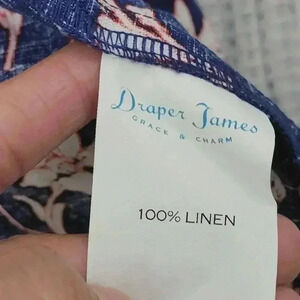 Draper James
GRACE & CHARM
100% LINEN